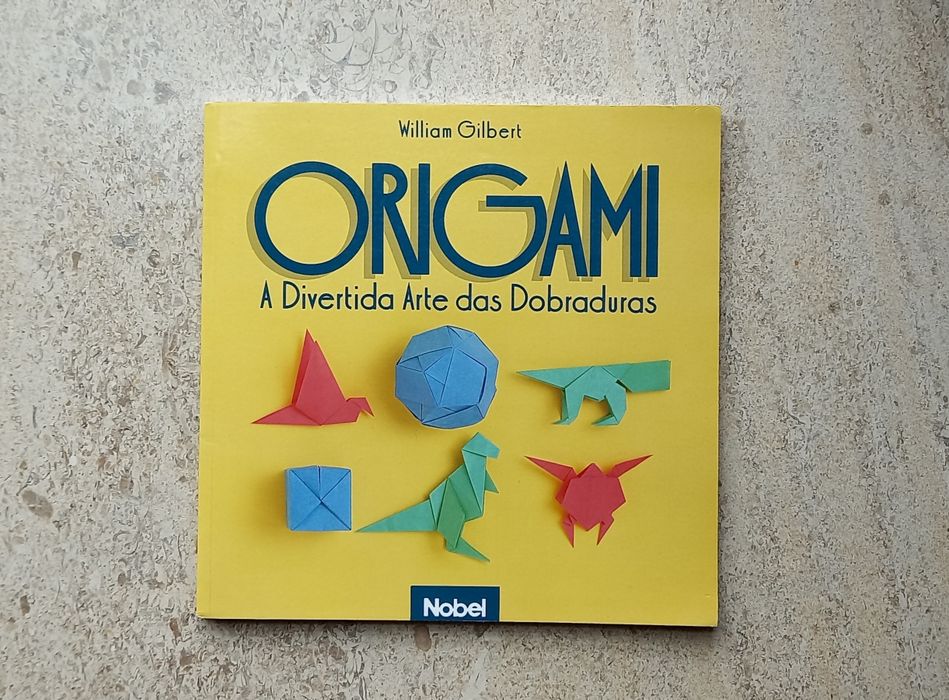 William Gilbert
ORIGAMI
A Divertida Arte das Dobraduras
Nobel